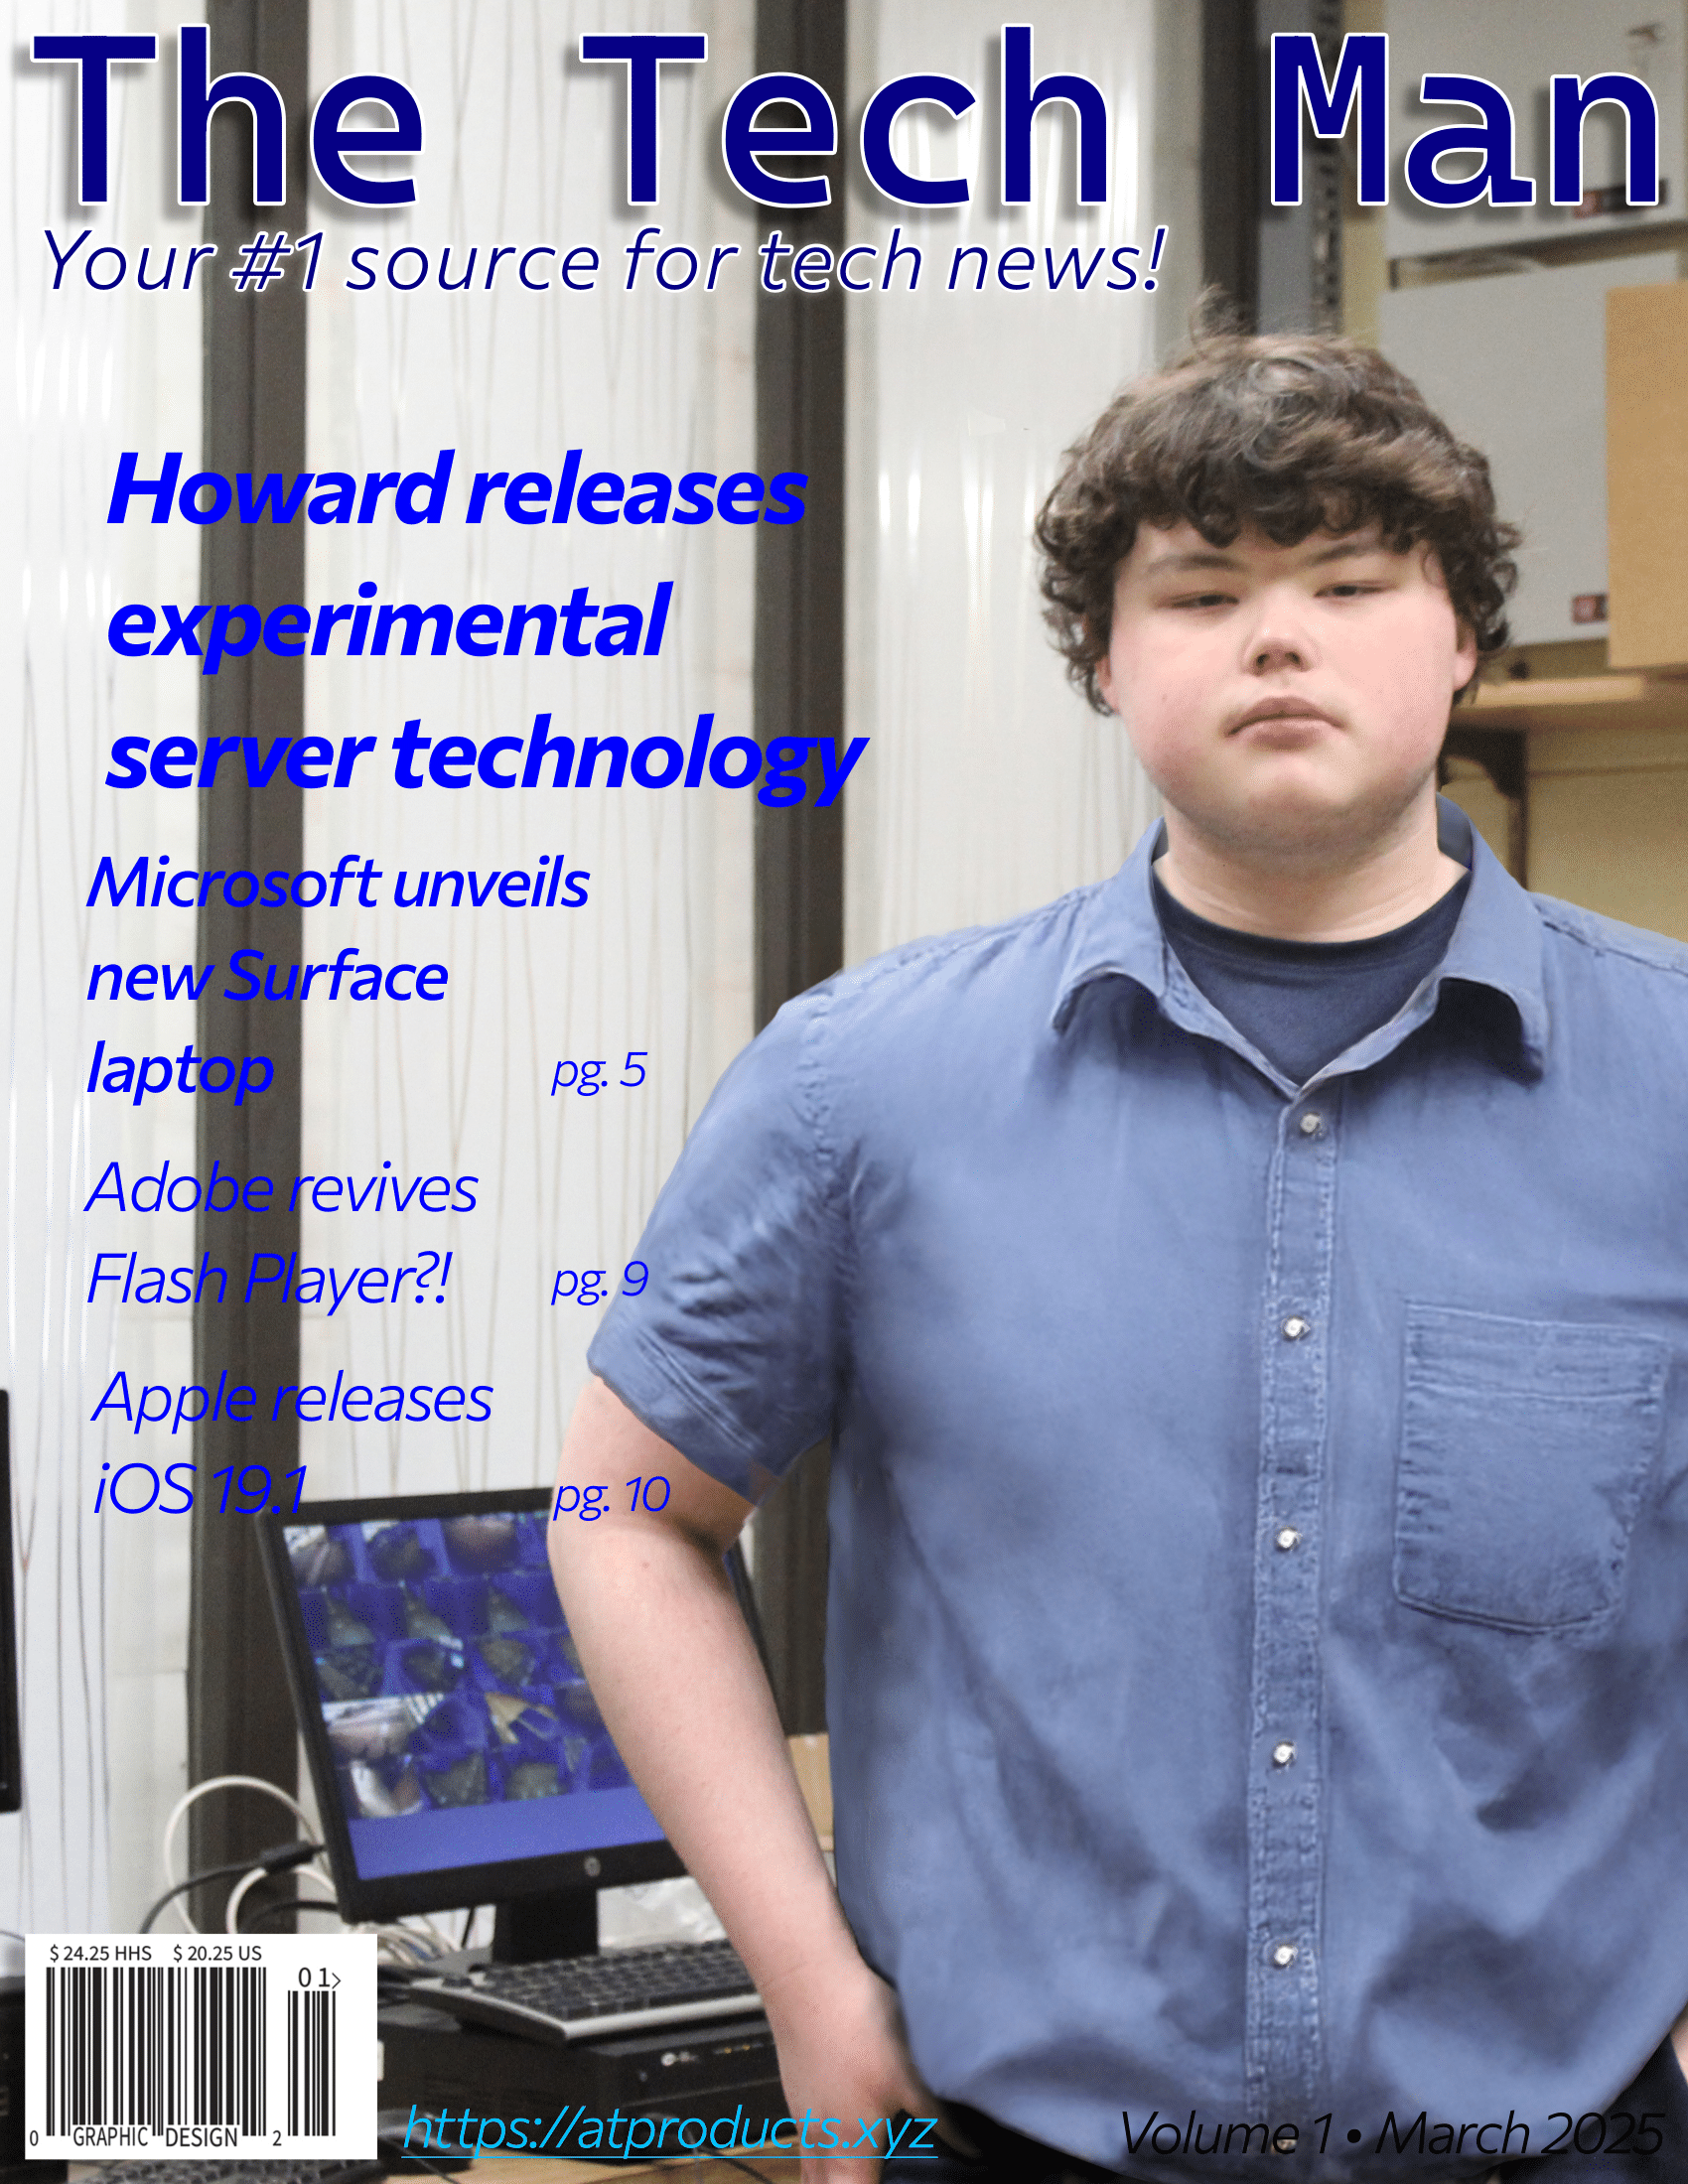 The Tech Man
Your #1 source for tech news!
Howard releases
experimental
server technology
Microsoft unveils
new Surface
laptop pg. 5
Adobe revives
Flash Player?! pg. 9
Apple releases
iOS 19.1 pg. 10
$ 24.25 HHS $ 20.25 US
0 1>
0 GRAPHIC DESIGN 2
https://atproducts.xyz
Volume 1 • March 2025